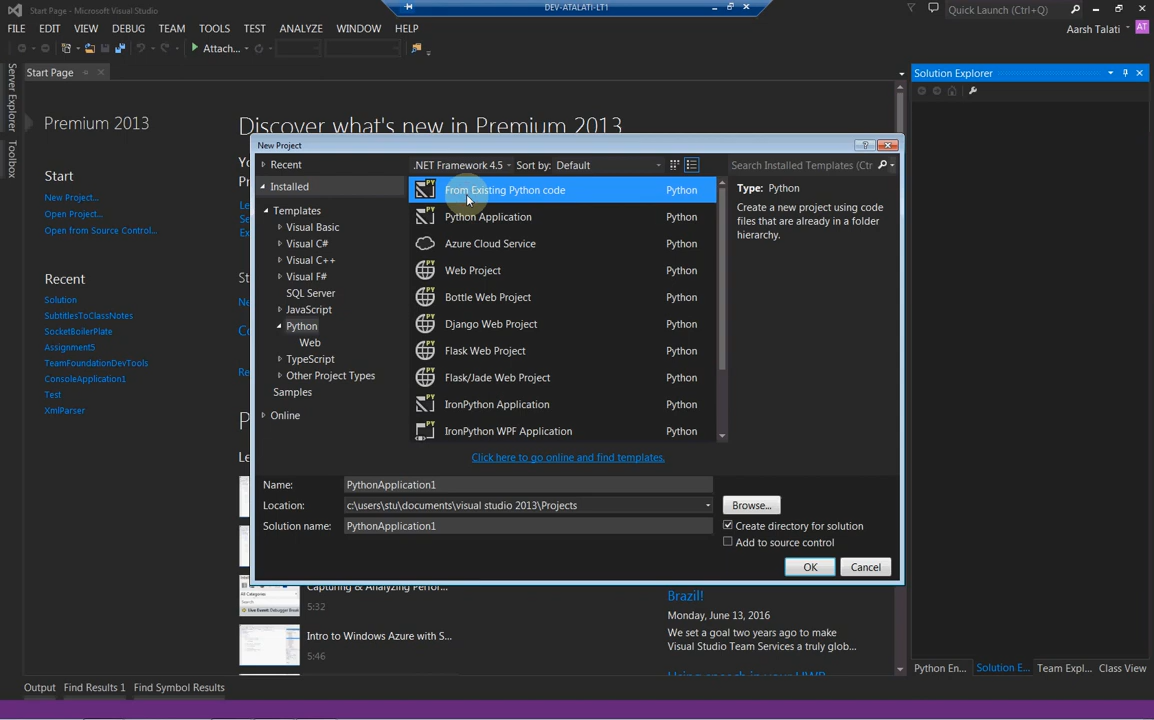 Start Page - Microsoft Visual Studio
DEV-ATALATI-LT1
Quick Launch (Ctrl+Q)
FILE EDIT VIEW DEBUG TEAM TOOLS TEST ANALYZE WINDOW HELP
Aarsh Talati AT
Attach...
Server Explorer
Toolbox
Start Page
Solution Explorer
Premium 2013
Discover what's new in Premium 2013
Start
New Project...
Open Project...
Open from Source Control...
Recent
Solution
SubtitlesToClassNotes
SocketBoilerPlate
Assignment5
TeamFoundationDevTools
ConsoleApplication1
Test
XmlParser
New Project
Recent
.NET Framework 4.5 Sort by: Default
Search Installed Templates (Ctr
Installed
Templates
Visual Basic
Visual C#
Visual C++
Visual F#
SQL Server
JavaScript
Python
Web
TypeScript
Other Project Types
Samples
Online
From Existing Python code Python
Python Application Python
Azure Cloud Service Python
Web Project Python
Bottle Web Project Python
Django Web Project Python
Flask Web Project Python
Flask/Jade Web Project Python
IronPython Application Python
IronPython WPF Application Python
Type: Python
Create a new project using code
files that are already in a folder
hierarchy.
Click here to go online and find templates.
Name: PythonApplication1
Location: c:\users\stu\documents\visual studio 2013\Projects
Browse...
Solution name: PythonApplication1
Create directory for solution
Add to source control
OK Cancel
5:32
Intro to Windows Azure with S...
5:46
Brazil!
Monday, June 13, 2016
We set a goal two years ago to make
Visual Studio Team Services a truly glob...
Python En... Solution E... Team Expl... Class View
Output Find Results 1 Find Symbol Results